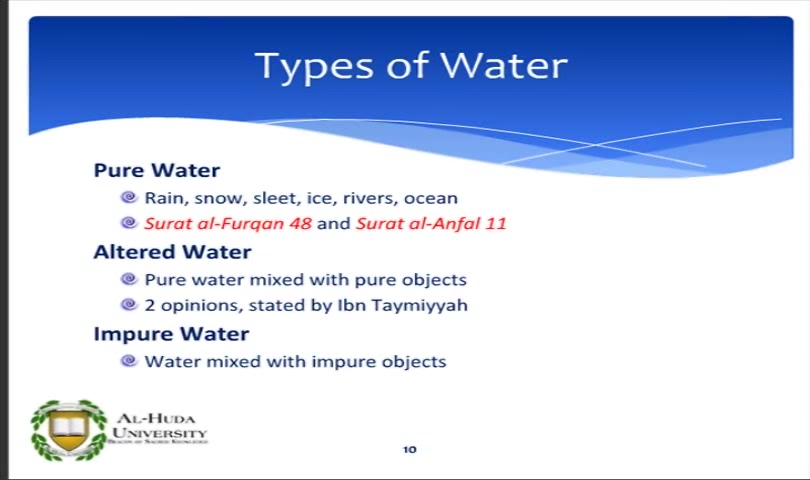 Types of Water
Pure Water
Rain, snow, sleet, ice, rivers, ocean
Surat al-Furqan 48 and Surat al-Anfal 11
Altered Water
Pure water mixed with pure objects
2 opinions, stated by Ibn Taymiyyah
Impure Water
Water mixed with impure objects
AL-HUDA
UNIVERSITY
BEACON OF SACRED KNOWLEDGE
10